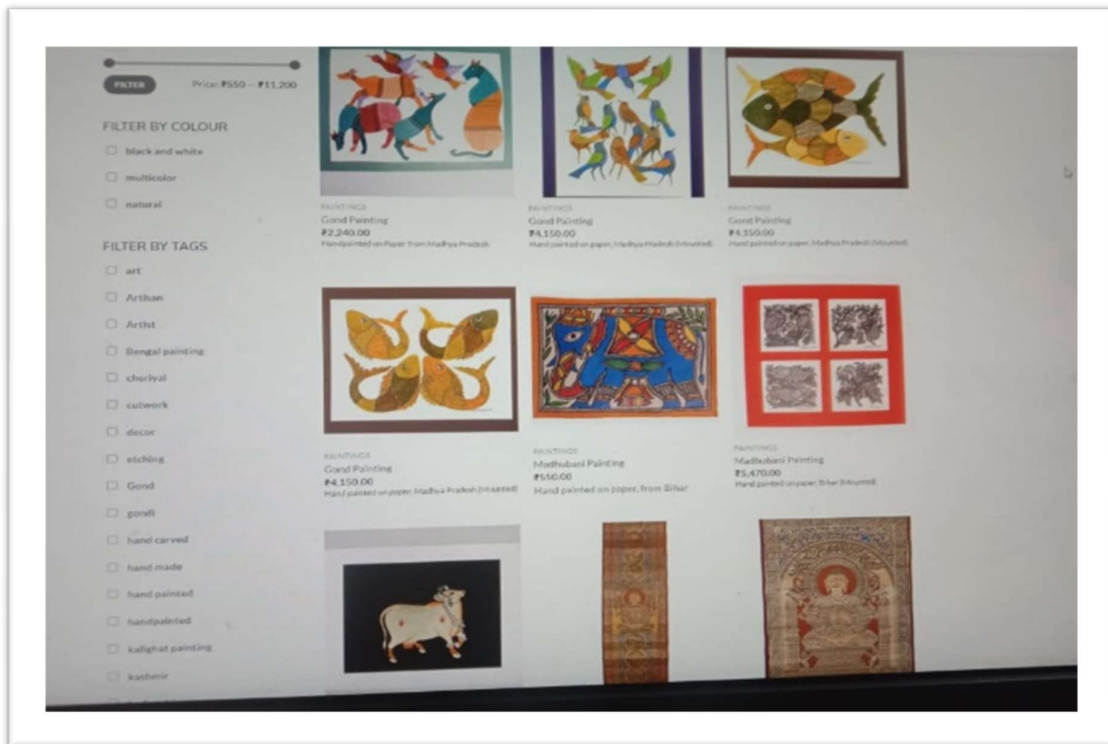 FILTER
Price: ₹550 — ₹11,200
FILTER BY COLOUR
black and white
multicolor
natural
FILTER BY TAGS
art
Artisan
Artist
Bengal painting
cheriyal
cutwork
decor
etching
Gond
gondi
hand carved
hand made
hand painted
handpainted
kalighat painting
kashmir
PAINTINGS
Gond Painting
₹2,240.00
Handpainted on Paper from Madhya Pradesh
PAINTINGS
Gond Painting
₹4,150.00
Hand painted on paper, Madhya Pradesh (Mounted)
PAINTINGS
Gond Painting
₹4,150.00
Hand painted on paper, Madhya Pradesh (Mounted)
PAINTINGS
Gond Painting
₹4,150.00
Hand painted on paper, Madhya Pradesh (Mounted)
PAINTINGS
Madhubani Painting
₹550.00
Hand painted on paper, from Bihar
PAINTINGS
Madhubani Painting
₹5,470.00
Hand painted on paper, Bihar (Mounted)